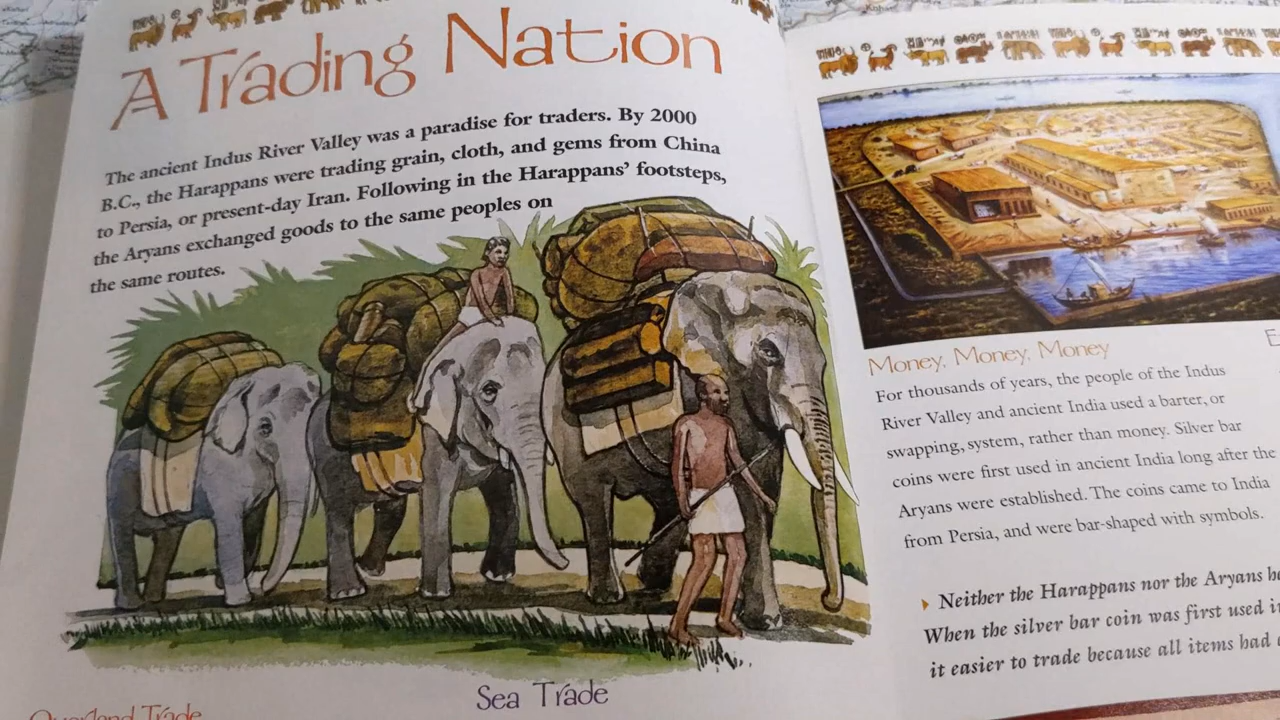 A Trading Nation
The ancient Indus River Valley was a paradise for traders. By 2000
B.C., the Harappans were trading grain, cloth, and gems from China
to Persia, or present-day Iran. Following in the Harappans' footsteps,
the Aryans exchanged goods to the same peoples on
the same routes.
Overland Trade
Sea Trade
Money, Money, Money
For thousands of years, the people of the Indus
River Valley and ancient India used a barter, or
swapping, system, rather than money. Silver bar
coins were first used in ancient India long after the
Aryans were established. The coins came to India
from Persia, and were bar-shaped with symbols.
Neither the Harappans nor the Aryans
When the silver bar coin was first used
it easier to trade because all items had